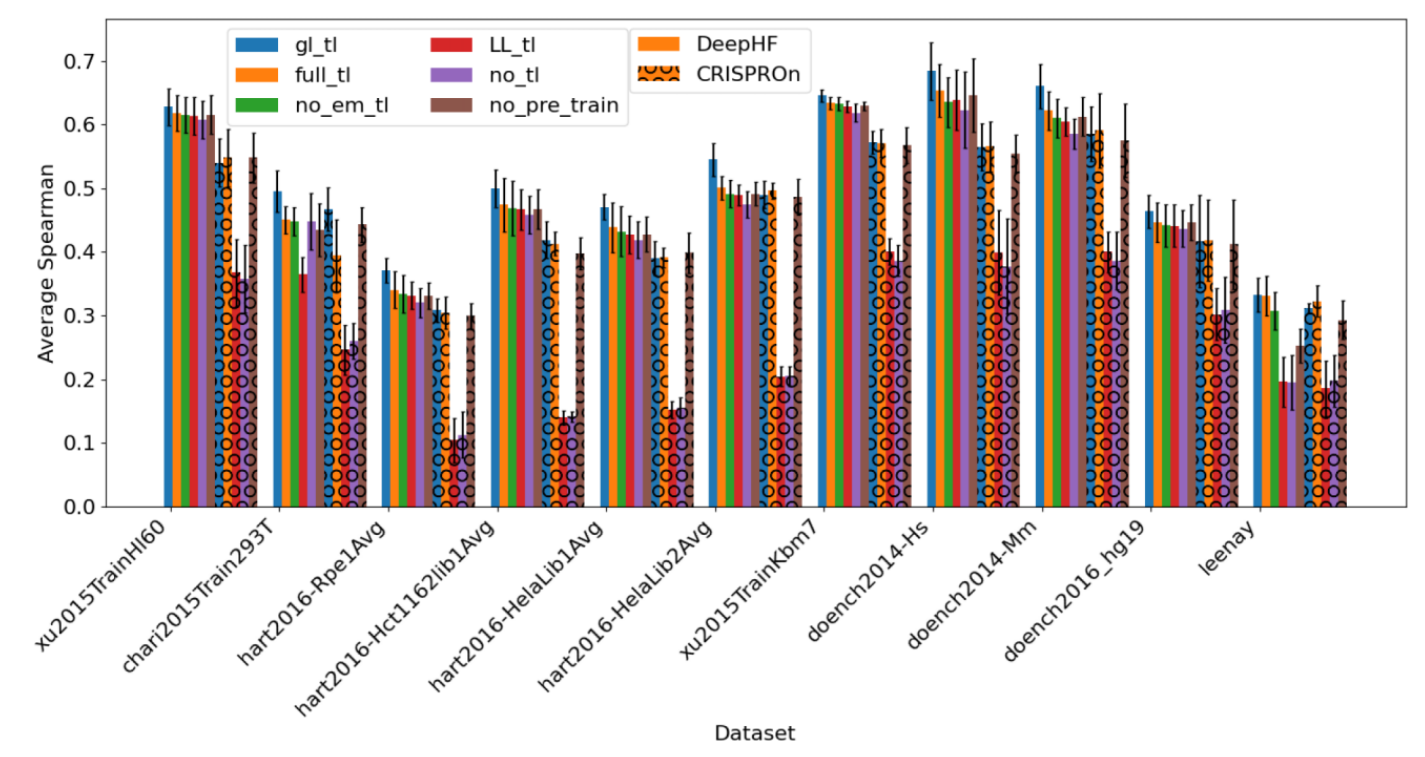 gl_tl
full_tl
no_em_tl
LL_tl
no_tl
no_pre_train
DeepHF
CRISPROn
Average Spearman
0.7
0.6
0.5
0.4
0.3
0.2
0.1
0.0
xu2015TrainHl60
chari2015Train293T
hart2016-Rpe1Avg
hart2016-Hct1162lib1Avg
hart2016-HelaLib1Avg
hart2016-HelaLib2Avg
xu2015TrainKbm7
doench2014-Hs
doench2014-Mm
doench2016_hg19
leenay
Dataset